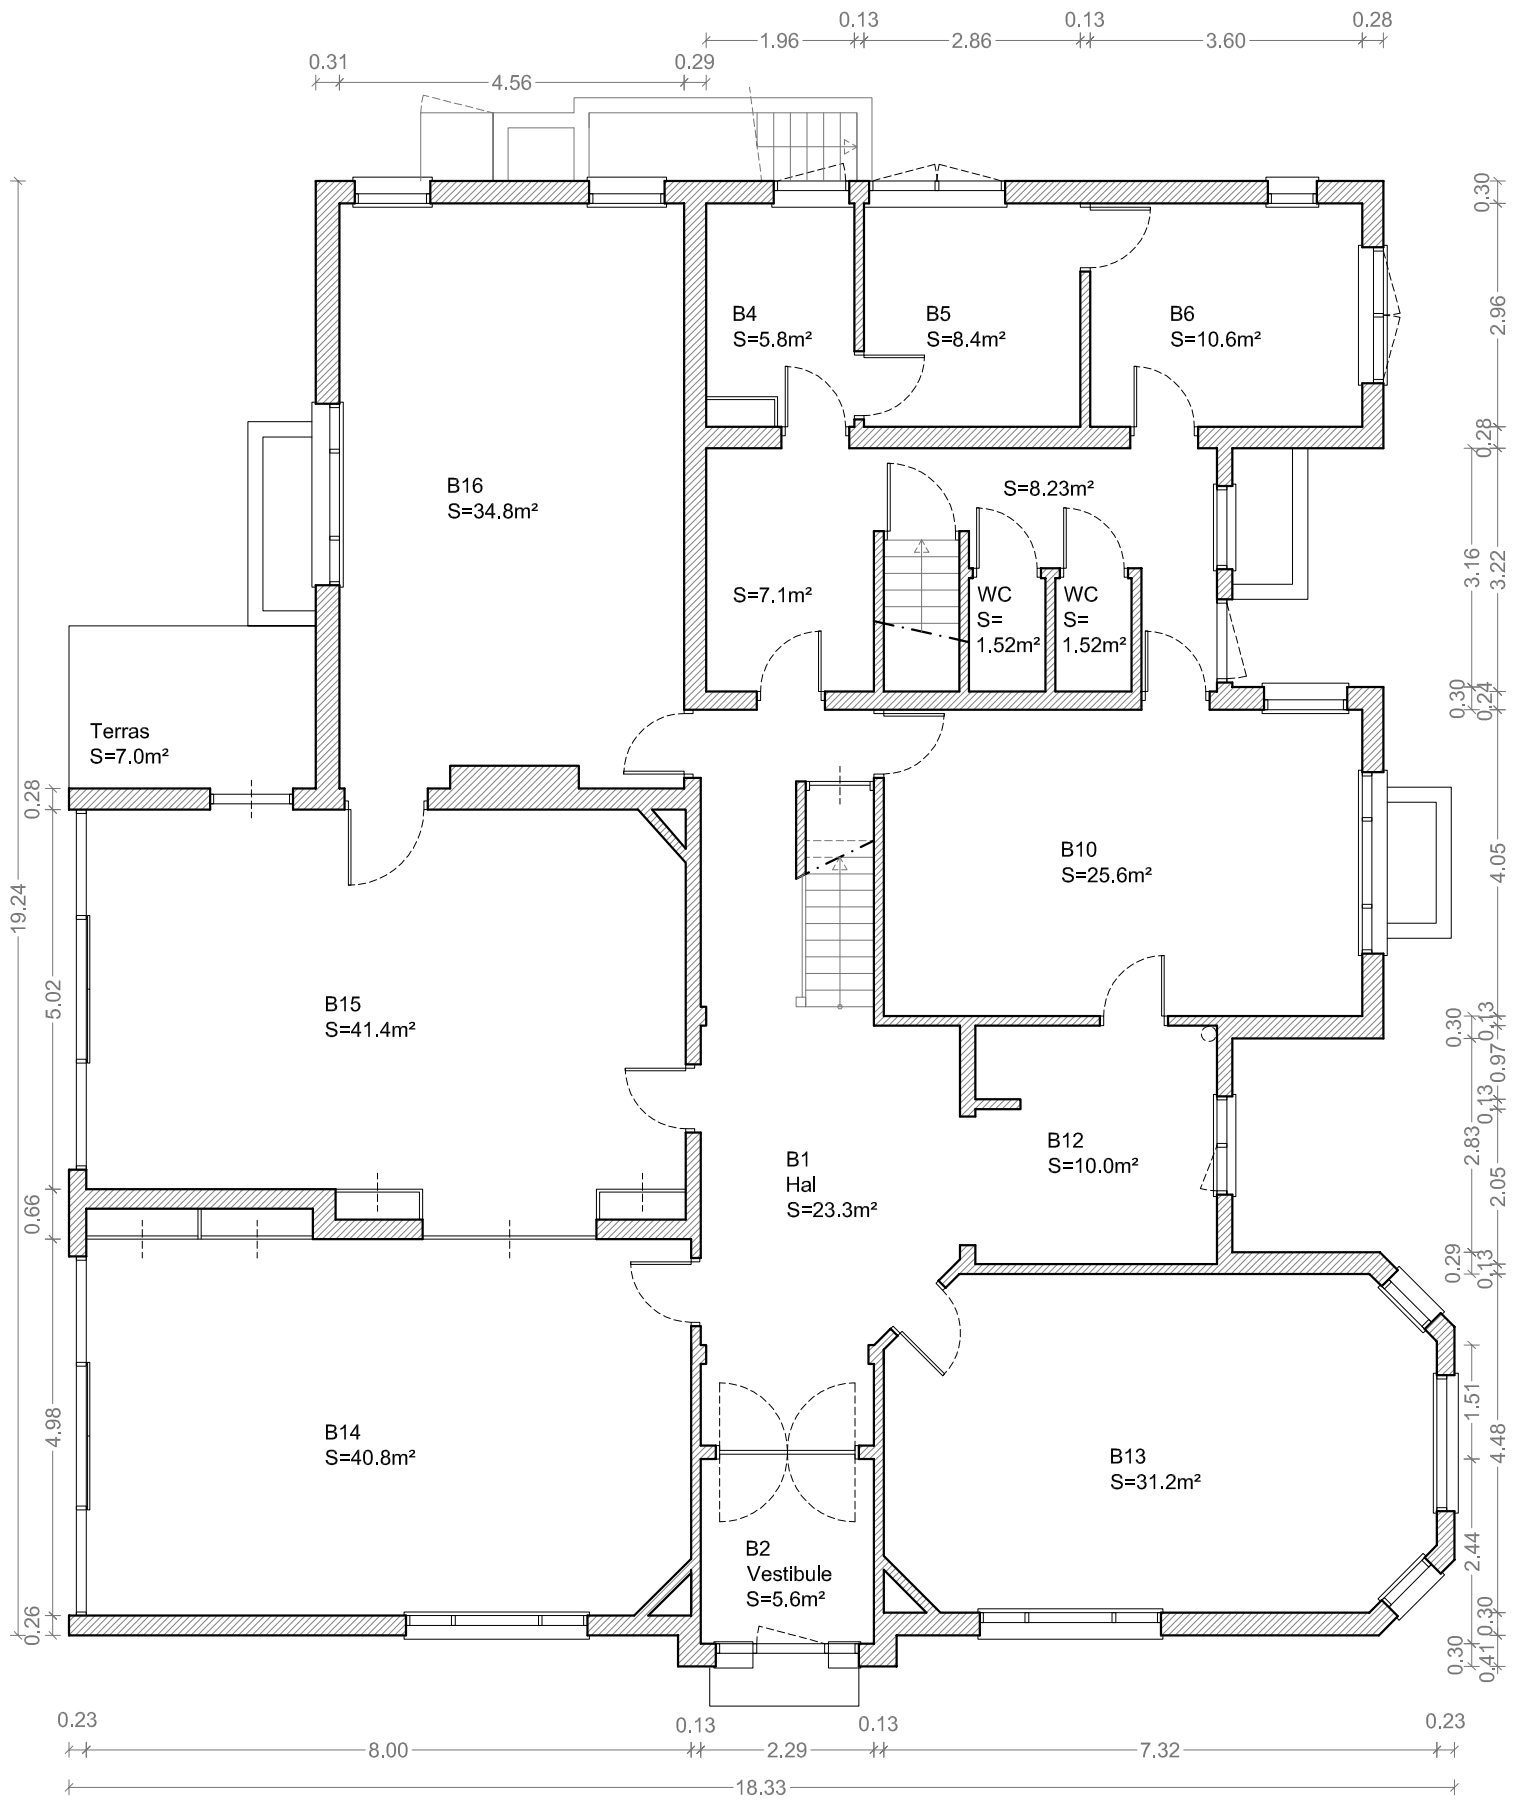 0.13
0.13
0.28
1.96
2.86
3.60
0.31
0.29
4.56
B4
S=5.8m²
B5
S=8.4m²
B6
S=10.6m²
B16
S=34.8m²
S=8.23m²
S=7.1m²
WC
S=
1.52m²
WC
S=
1.52m²
Terras
S=7.0m²
B10
S=25.6m²
B15
S=41.4m²
B12
S=10.0m²
B1
Hal
S=23.3m²
B14
S=40.8m²
B13
S=31.2m²
B2
Vestibule
S=5.6m²
19.24
0.28
5.02
0.66
4.98
0.26
0.30
2.96
0.28
3.16
3.22
0.30
0.24
4.05
0.30
0.13
0.97
0.13
2.83
2.05
0.29
0.13
1.51
4.48
2.44
0.30
0.30
0.41
0.23
0.13
0.13
0.23
8.00
2.29
7.32
18.33